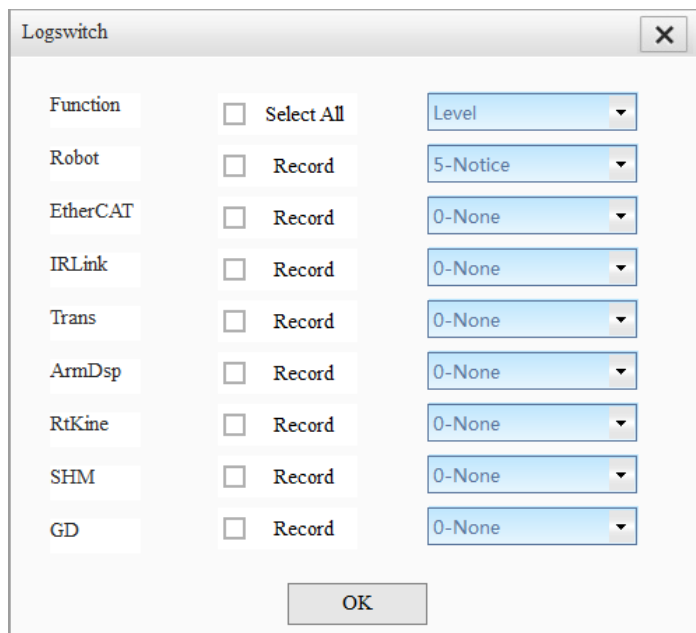 Logswitch
Function Select All Level
Robot Record 5-Notice
EtherCAT Record 0-None
IRLink Record 0-None
Trans Record 0-None
ArmDsp Record 0-None
RtKine Record 0-None
SHM Record 0-None
GD Record 0-None
OK